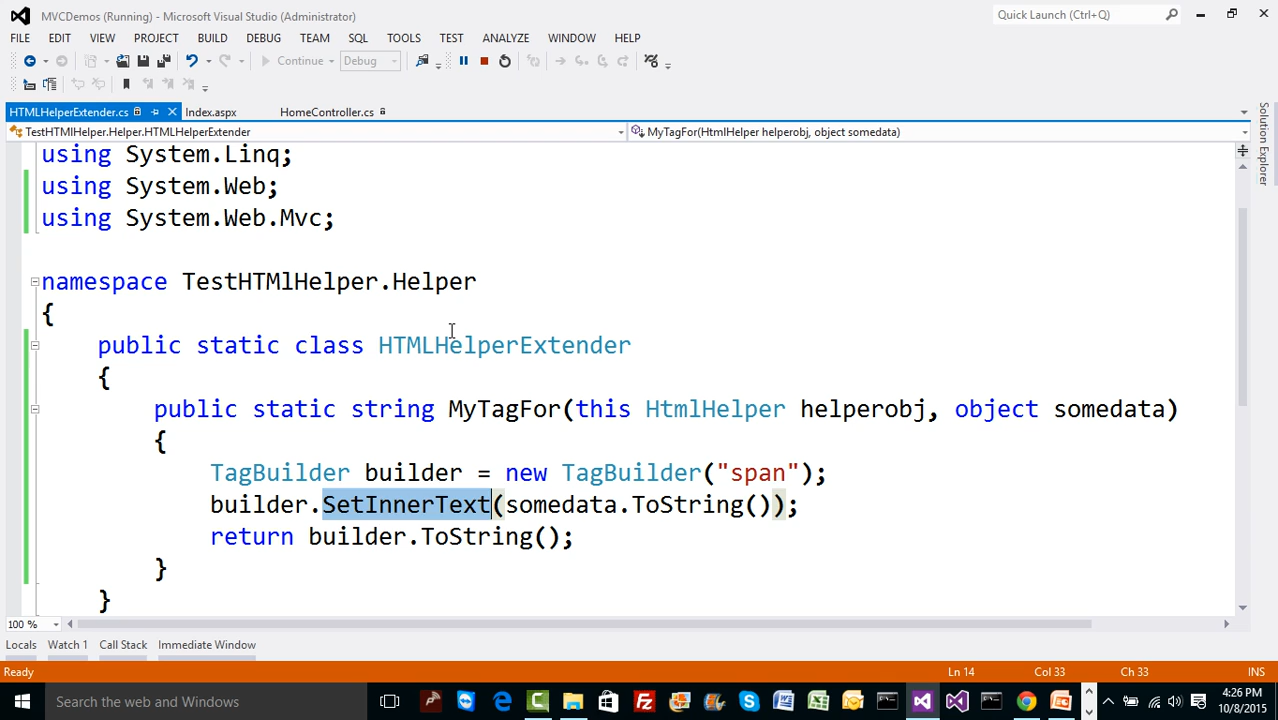 MVCDemos (Running) - Microsoft Visual Studio (Administrator)
Quick Launch (Ctrl+Q)
FILE EDIT VIEW PROJECT BUILD DEBUG TEAM SQL TOOLS TEST ANALYZE WINDOW HELP
Continue Debug
HTMLHelperExtender.cs Index.aspx HomeController.cs
TestHTMlHelper.Helper.HTMLHelperExtender MyTagFor(HtmlHelper helperobj, object somedata)
Solution Explorer
using System.Linq;
using System.Web;
using System.Web.Mvc;
namespace TestHTMlHelper.Helper
{
public static class HTMLHelperExtender
{
public static string MyTagFor(this HtmlHelper helperobj, object somedata)
{
TagBuilder builder = new TagBuilder("span");
builder.SetInnerText(somedata.ToString());
return builder.ToString();
}
}
100 %
Locals Watch 1 Call Stack Immediate Window
Ready Ln 14 Col 33 Ch 33 INS
Search the web and Windows
4:26 PM
10/8/2015